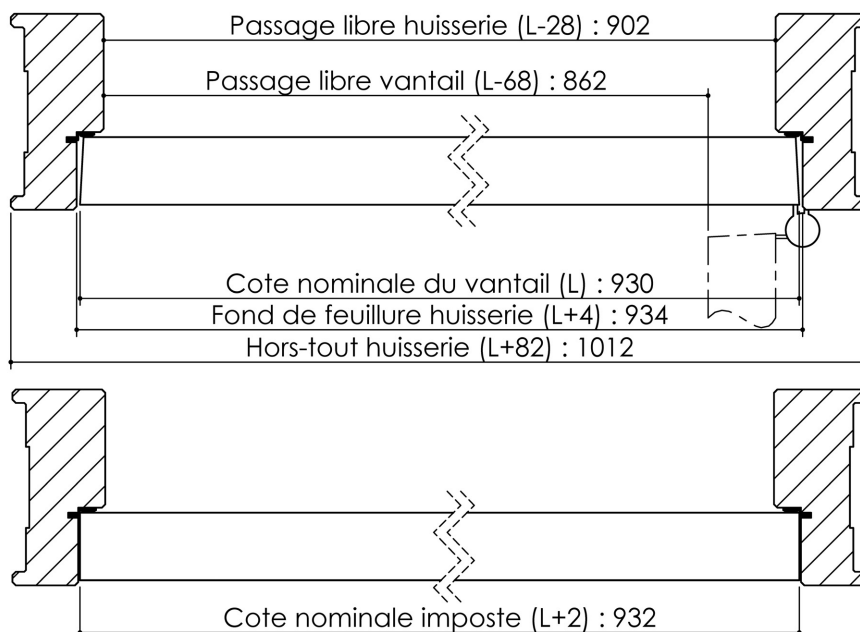 Passage libre huisserie (L-28) : 902
Passage libre vantail (L-68) : 862
Cote nominale du vantail (L) : 930
Fond de feuillure huisserie (L+4) : 934
Hors-tout huisserie (L+82) : 1012
Cote nominale imposte (L+2) : 932